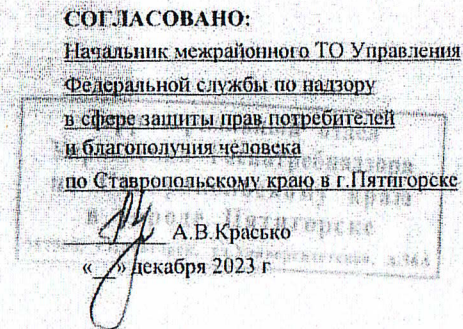 СОГЛАСОВАНО:
Начальник межрайонного ТО Управления
Федеральной службы по надзору
в сфере защиты прав потребителей
и благополучия человека
по Ставропольскому краю в г.Пятигорске
А.В.Красько
«__» декабря 2023 г